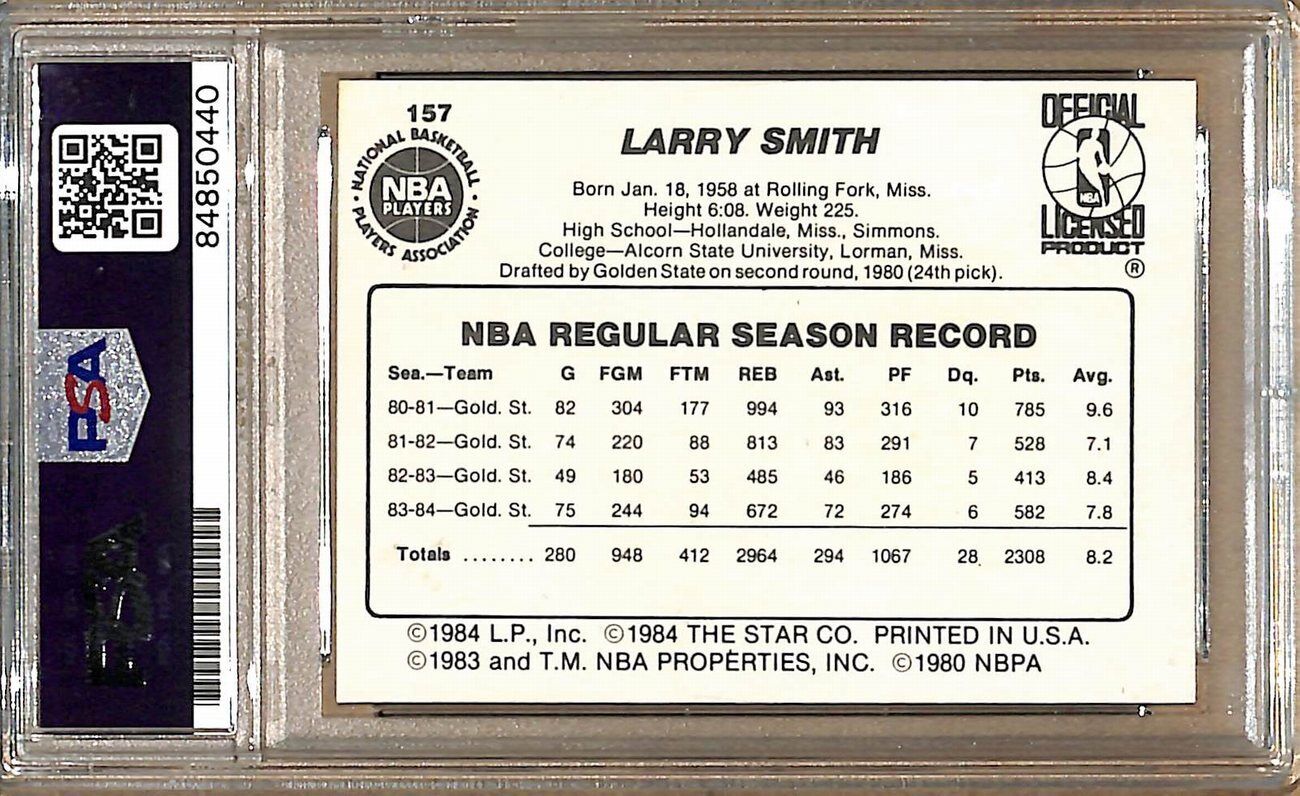 84850440
PSA
157
NATIONAL BASKETBALL
NBA
PLAYERS
PLAYERS ASSOCIATION
OFFICIAL
NBA
LICENSED
PRODUCT
®
LARRY SMITH
Born Jan. 18, 1958 at Rolling Fork, Miss.
Height 6:08. Weight 225.
High School—Hollandale, Miss., Simmons.
College—Alcorn State University, Lorman, Miss.
Drafted by Golden State on second round, 1980 (24th pick).
NBA REGULAR SEASON RECORD
Sea.—Team G FGM FTM REB Ast. PF Dq. Pts. Avg.
80-81—Gold. St. 82 304 177 994 93 316 10 785 9.6
81-82—Gold. St. 74 220 88 813 83 291 7 528 7.1
82-83—Gold. St. 49 180 53 485 46 186 5 413 8.4
83-84—Gold. St. 75 244 94 672 72 274 6 582 7.8
Totals ........ 280 948 412 2964 294 1067 28 2308 8.2
©1984 L.P., Inc. ©1984 THE STAR CO. PRINTED IN U.S.A.
©1983 and T.M. NBA PROPERTIES, INC. ©1980 NBPA